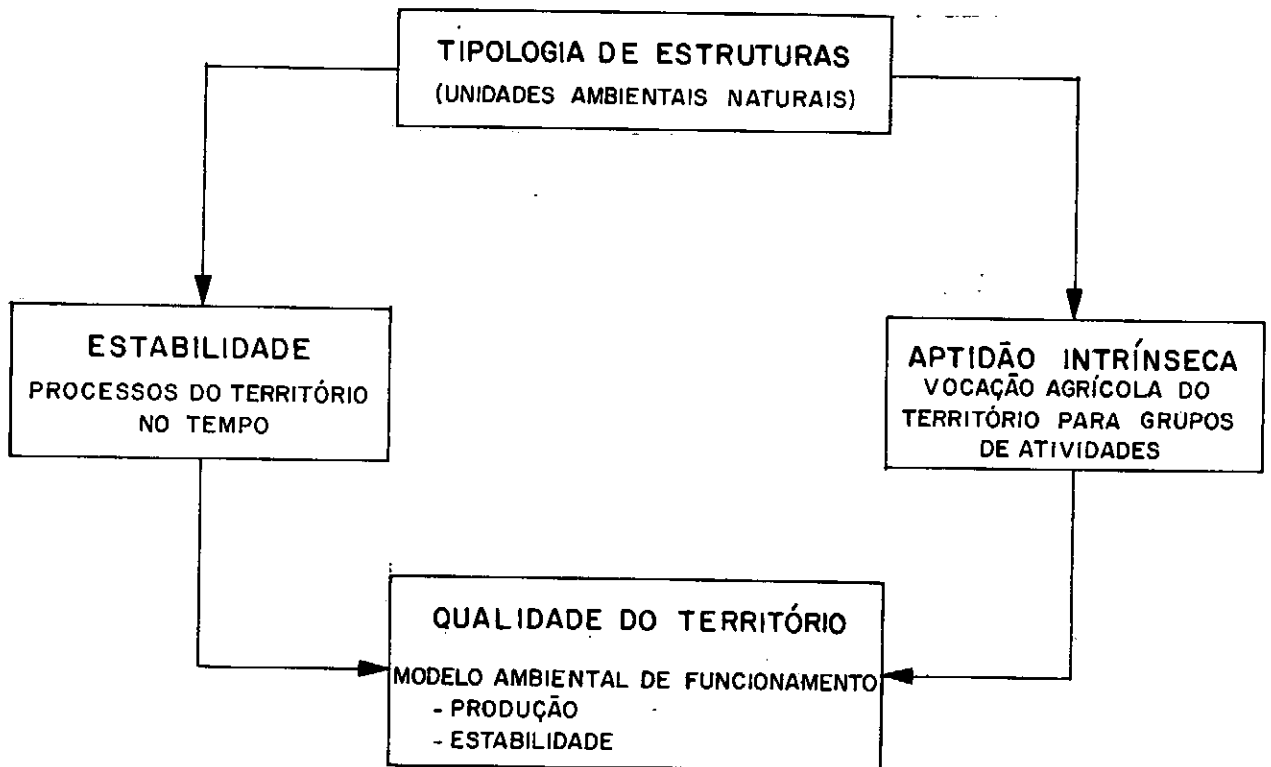 TIPOLOGIA DE ESTRUTURAS
(UNIDADES AMBIENTAIS NATURAIS)
ESTABILIDADE
PROCESSOS DO TERRITÓRIO
NO TEMPO
APTIDÃO INTRÍNSECA
VOCAÇÃO AGRÍCOLA DO
TERRITÓRIO PARA GRUPOS
DE ATIVIDADES
QUALIDADE DO TERRITÓRIO
MODELO AMBIENTAL DE FUNCIONAMENTO
- PRODUÇÃO
- ESTABILIDADE